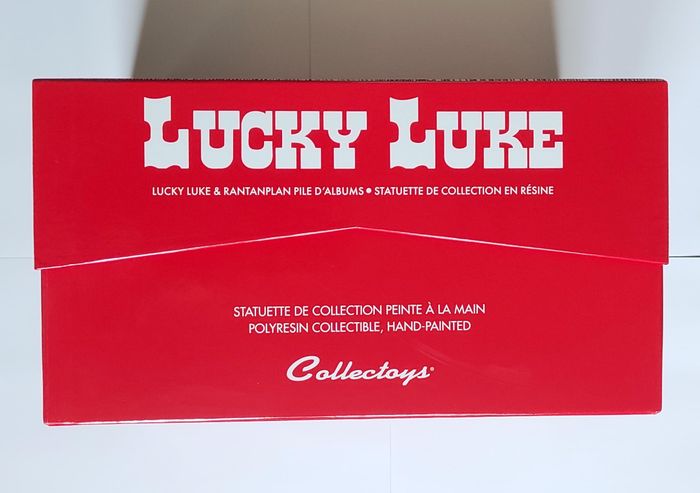 LUCKY LUKE
LUCKY LUKE & RANTANPLAN PILE D'ALBUMS • STATUETTE DE COLLECTION EN RÉSINE
STATUETTE DE COLLECTION PEINTE À LA MAIN
POLYRESIN COLLECTIBLE, HAND-PAINTED
Collectoys®